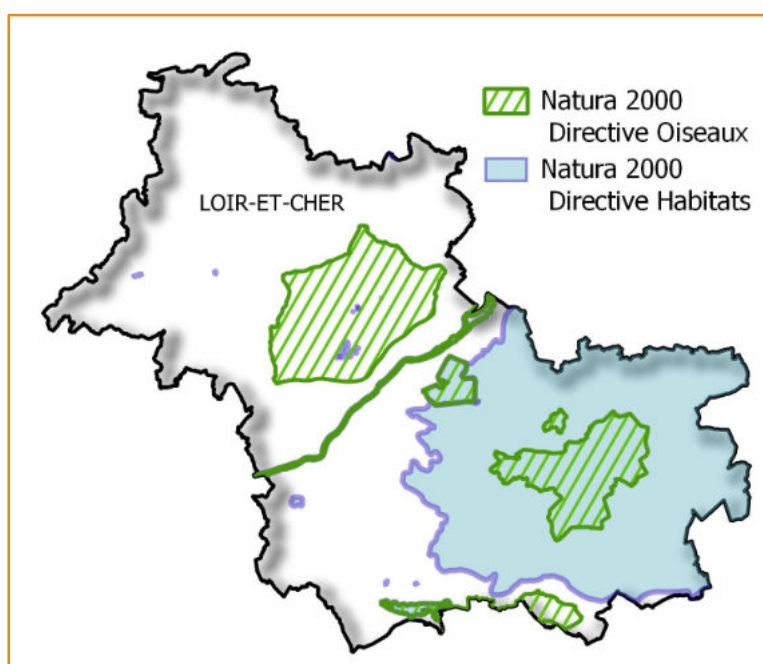 Natura 2000
Directive Oiseaux
Natura 2000
Directive Habitats
LOIR-ET-CHER